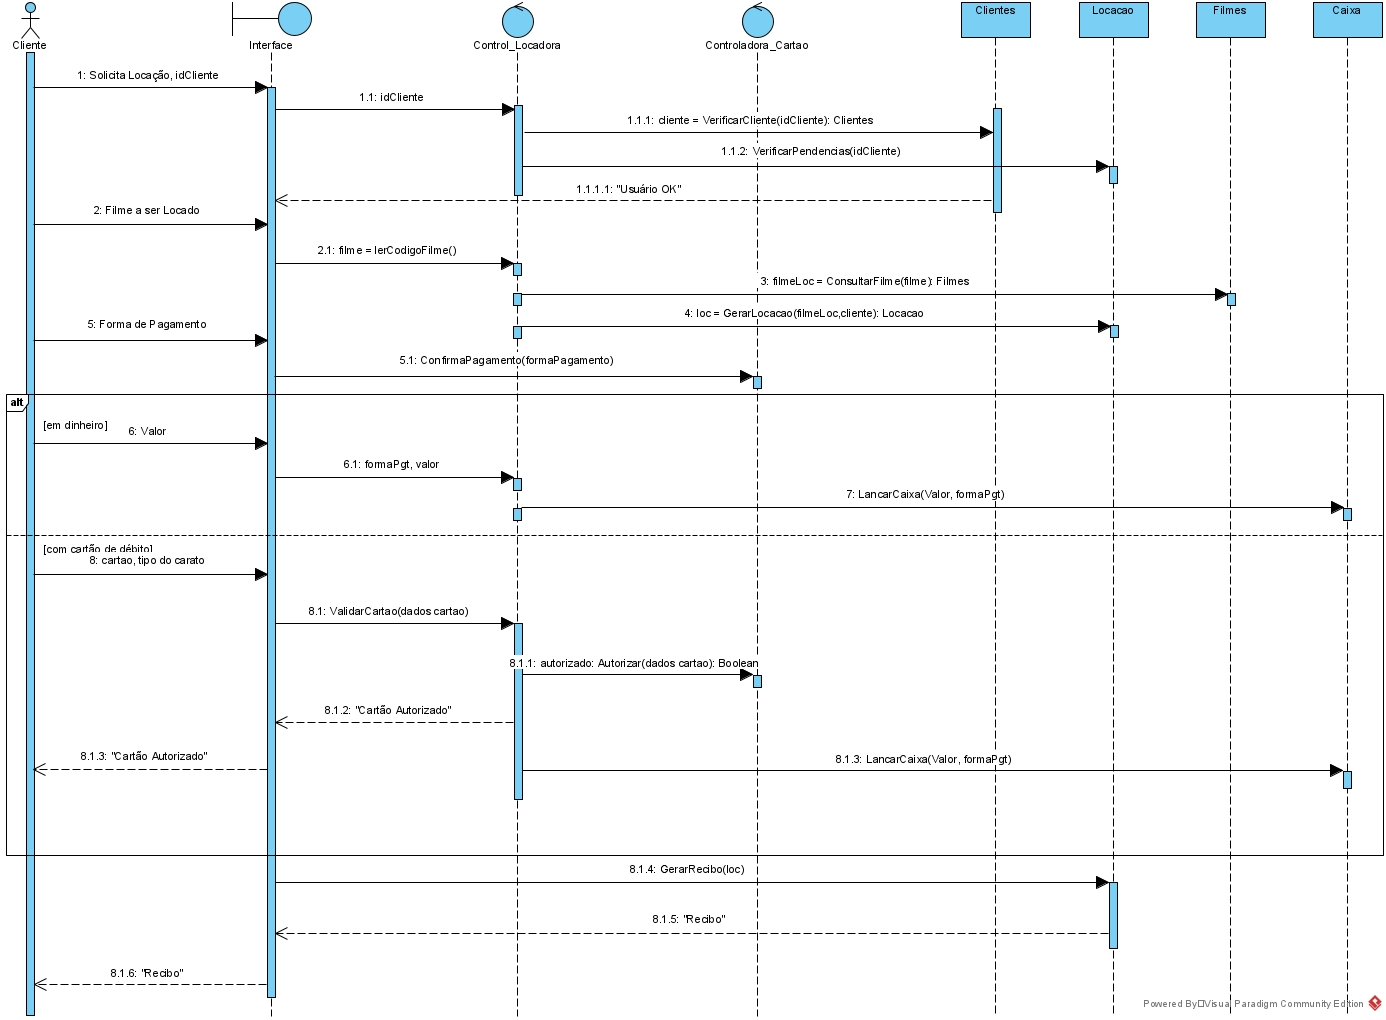 Cliente
Interface
Control_Locadora
Controladora_Cartao
Clientes
Locacao
Filmes
Caixa
1: Solicita Locação, idCliente
1.1: idCliente
1.1.1: cliente = VerificarCliente(idCliente): Clientes
1.1.2: VerificarPendencias(idCliente)
1.1.1.1: "Usuário OK"
2: Filme a ser Locado
2.1: filme = lerCodigoFilme()
3: filmeLoc = ConsultarFilme(filme): Filmes
4: loc = GerarLocacao(filmeLoc,cliente): Locacao
5: Forma de Pagamento
5.1: ConfirmaPagamento(formaPagamento)
alt
[em dinheiro]
6: Valor
6.1: formaPgt, valor
7: LancarCaixa(Valor, formaPgt)
[com cartão de débito]
8: cartao, tipo do carato
8.1: ValidarCartao(dados cartao)
8.1.1: autorizado: Autorizar(dados cartao): Boolean
8.1.2: "Cartão Autorizado"
8.1.3: "Cartão Autorizado"
8.1.3: LancarCaixa(Valor, formaPgt)
8.1.4: GerarRecibo(loc)
8.1.5: "Recibo"
8.1.6: "Recibo"
Powered By Visual Paradigm Community Edition